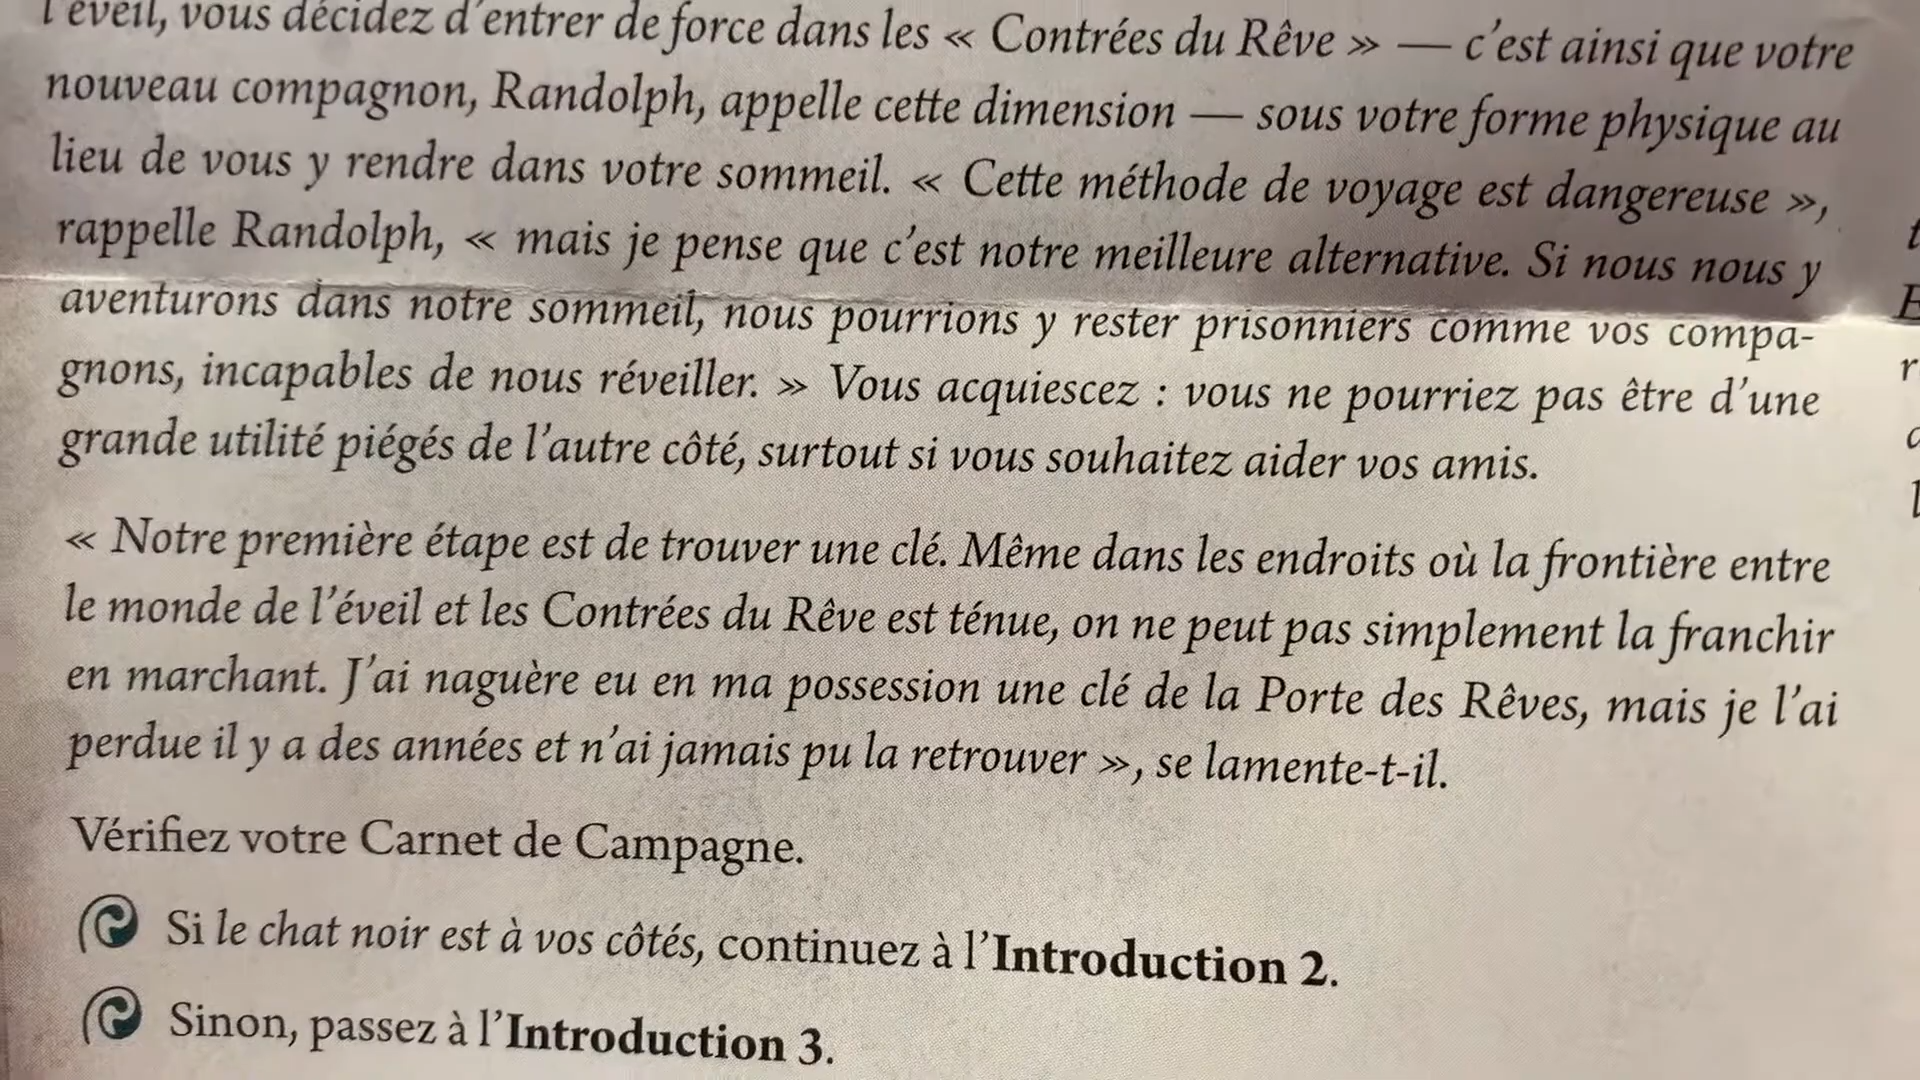 l'éveil, vous décidez d'entrer de force dans les « Contrées du Rêve » — c'est ainsi que votre
nouveau compagnon, Randolph, appelle cette dimension — sous votre forme physique au
lieu de vous y rendre dans votre sommeil. « Cette méthode de voyage est dangereuse »,
rappelle Randolph, « mais je pense que c'est notre meilleure alternative. Si nous nous y
aventurons dans notre sommeil, nous pourrions y rester prisonniers comme vos compa-
gnons, incapables de nous réveiller. » Vous acquiescez : vous ne pourriez pas être d'une
grande utilité piégés de l'autre côté, surtout si vous souhaitez aider vos amis.
« Notre première étape est de trouver une clé. Même dans les endroits où la frontière entre
le monde de l'éveil et les Contrées du Rêve est ténue, on ne peut pas simplement la franchir
en marchant. J'ai naguère eu en ma possession une clé de la Porte des Rêves, mais je l'ai
perdue il y a des années et n'ai jamais pu la retrouver », se lamente-t-il.
Vérifiez votre Carnet de Campagne.
Si le chat noir est à vos côtés, continuez à l'Introduction 2.
Sinon, passez à l'Introduction 3.